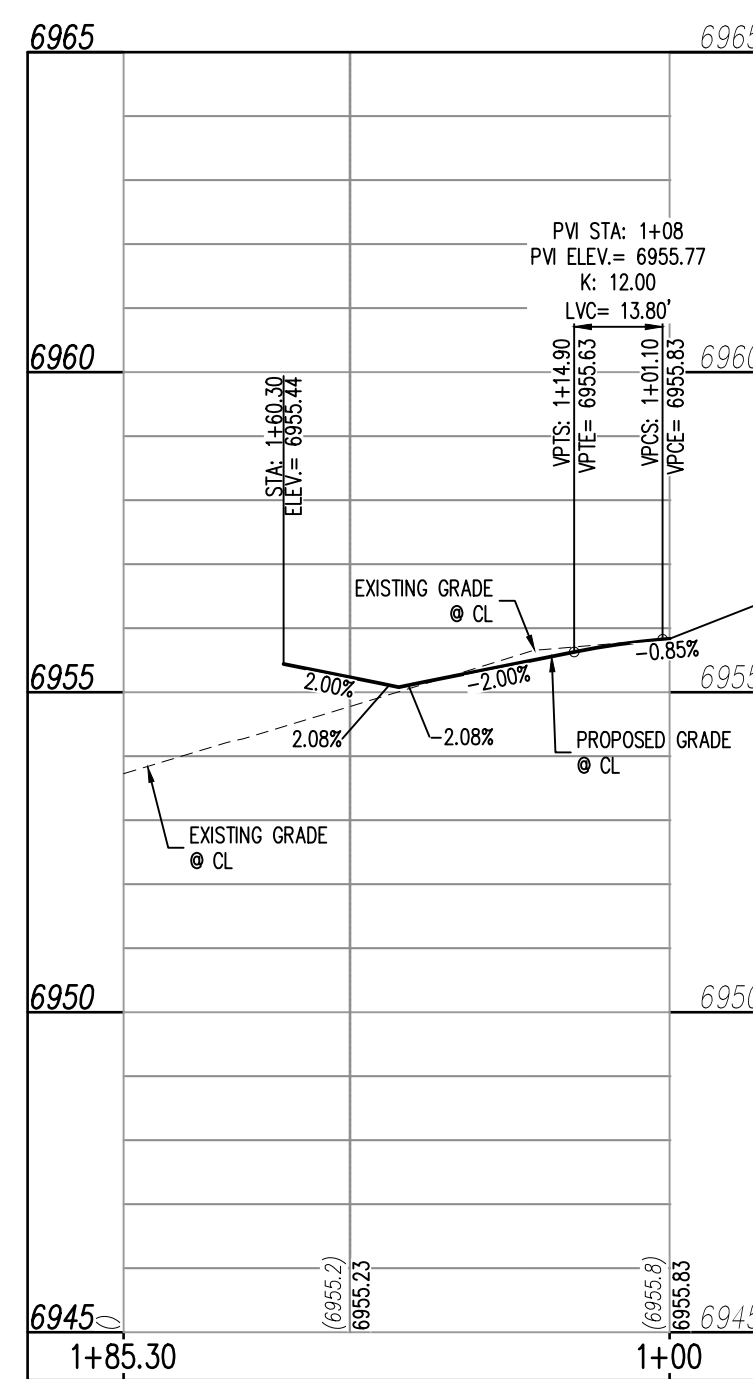 6965
6965
PVI STA: 1+08
PVI ELEV.= 6955.77
K: 12.00
LVC= 13.80'
6960
6960
STA: 1+60.30
ELEV.= 6955.44
VPTS: 1+14.90
VPTE= 6955.63
VPCS: 1+01.10
VPCE= 6955.83
EXISTING GRADE
@ CL
-0.85%
6955
6955
2.00%
-2.00%
2.08%
-2.08%
PROPOSED GRADE
@ CL
EXISTING GRADE
@ CL
6950
6950
(6955.2)
6955.23
(6955.8)
6955.83
6945
()
6945
1+85.30
1+00